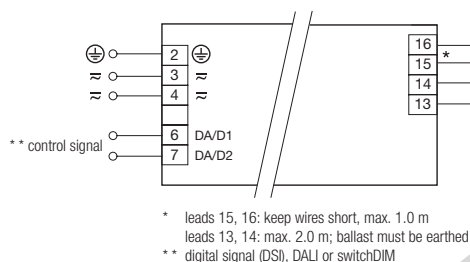 2
3 ≂
4 ≂
6 DA/D1
7 DA/D2
* * control signal
16
15 *
14
13
* leads 15, 16: keep wires short, max. 1.0 m
leads 13, 14: max. 2.0 m; ballast must be earthed
* * digital signal (DSI), DALI or switchDIM